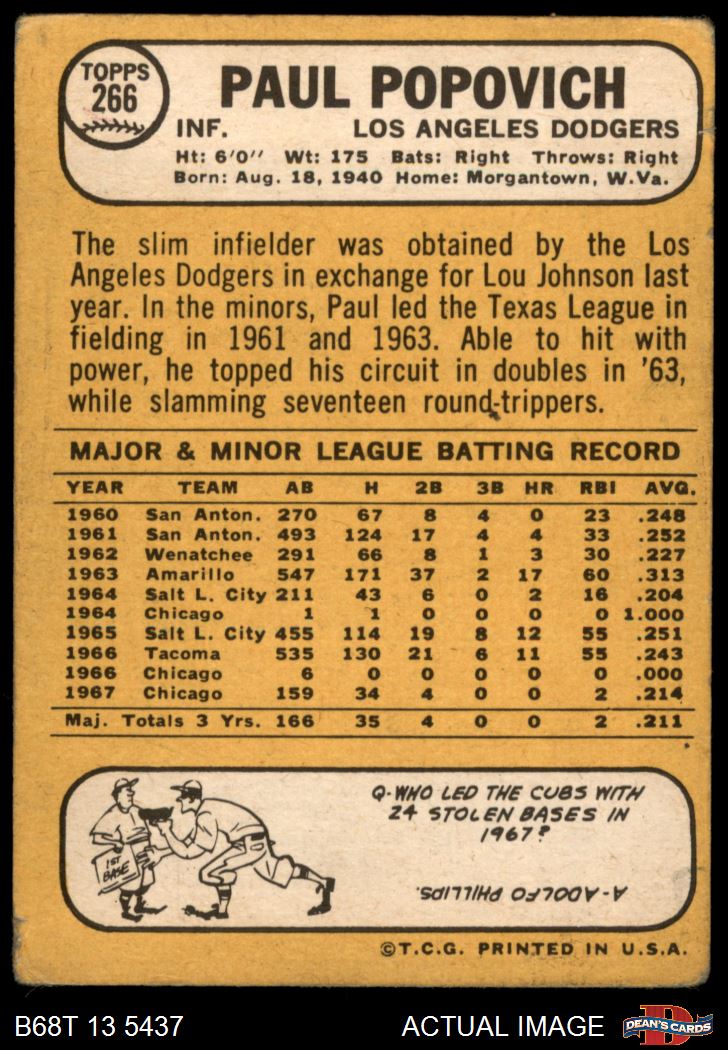 TOPPS
266
PAUL POPOVICH
INF. LOS ANGELES DODGERS
Ht: 6'0" Wt: 175 Bats: Right Throws: Right
Born: Aug. 18, 1940 Home: Morgantown, W.Va.
The slim infielder was obtained by the Los
Angeles Dodgers in exchange for Lou Johnson last
year. In the minors, Paul led the Texas League in
fielding in 1961 and 1963. Able to hit with
power, he topped his circuit in doubles in '63,
while slamming seventeen round-trippers.
MAJOR & MINOR LEAGUE BATTING RECORD
YEAR TEAM AB H 2B 3B HR RBI AVG.
1960 San Anton. 270 67 8 4 0 23 .248
1961 San Anton. 493 124 17 4 4 33 .252
1962 Wenatchee 291 66 8 1 3 30 .227
1963 Amarillo 547 171 37 2 17 60 .313
1964 Salt L. City 211 43 6 0 2 16 .204
1964 Chicago 1 1 0 0 0 0 1.000
1965 Salt L. City 455 114 19 8 12 55 .251
1966 Tacoma 535 130 21 6 11 55 .243
1966 Chicago 6 0 0 0 0 0 .000
1967 Chicago 159 34 4 0 0 2 .214
Maj. Totals 3 Yrs. 166 35 4 0 0 2 .211
1ST
BASE
Q-WHO LED THE CUBS WITH
24 STOLEN BASES IN
1967?
A-ADOLFO PHILLIPS.
©T.C.G. PRINTED IN U.S.A.
B68T 13 5437 ACTUAL IMAGE
D
DEAN'S CARDS